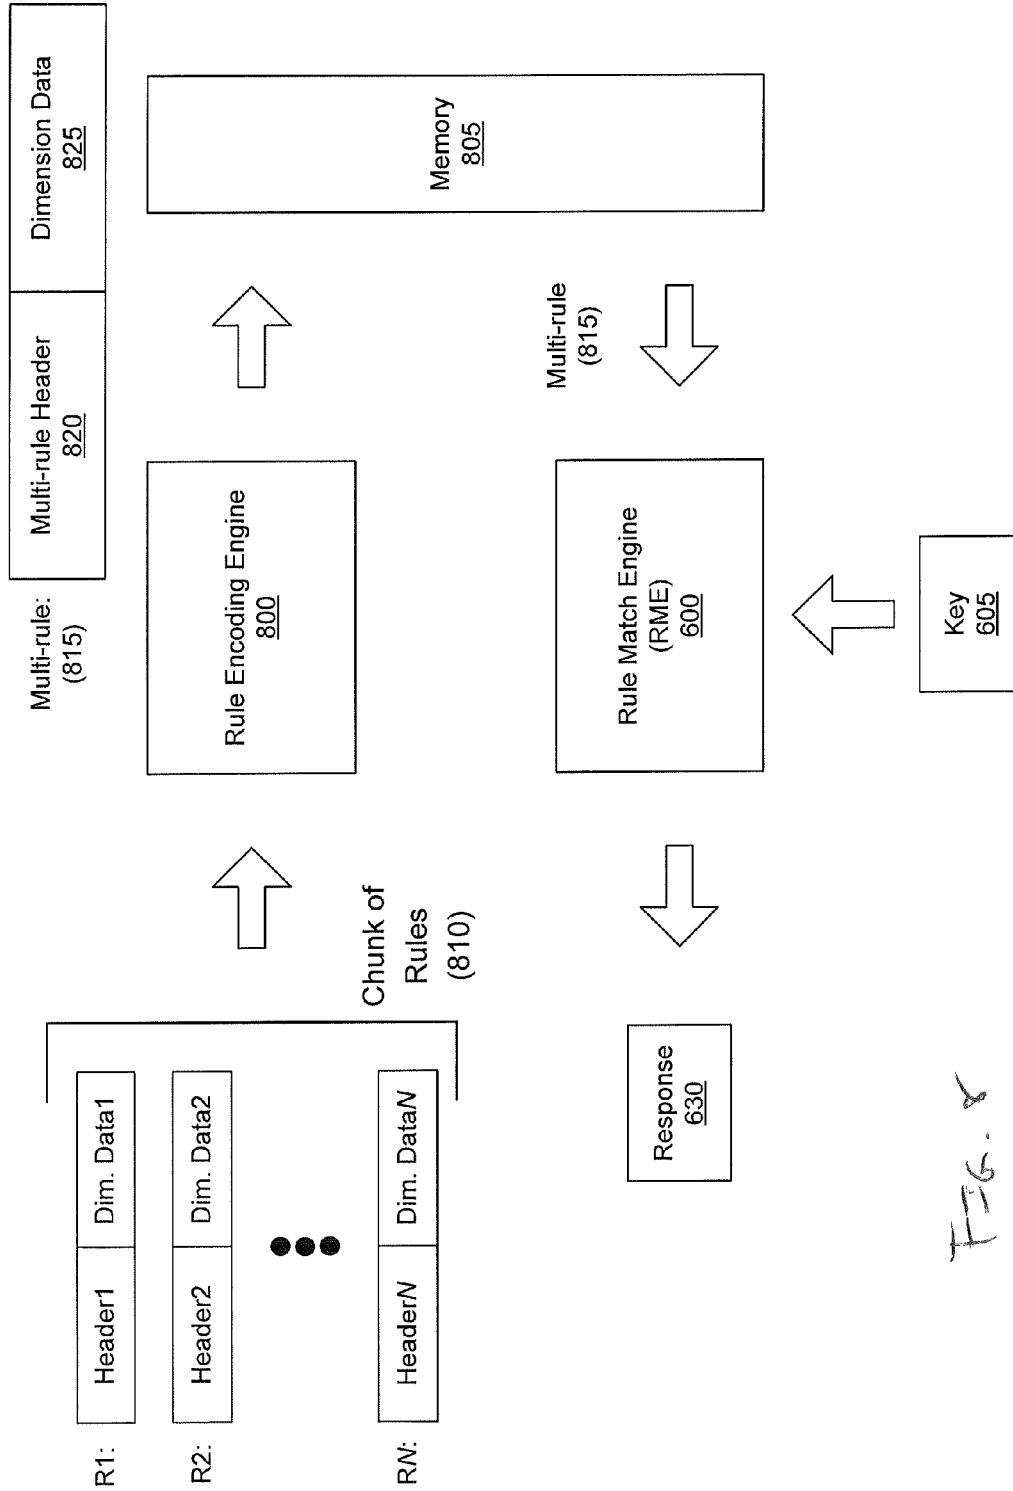 Multi-rule:
(815)
Multi-rule Header
820
Dimension Data
825
R1:
Header1
Dim. Data1
R2:
Header2
Dim. Data2
RN:
HeaderN
Dim. DataN
Chunk of
Rules
(810)
Rule Encoding Engine
800
Memory
805
Multi-rule
(815)
Rule Match Engine
(RME)
600
Response
630
Key
605
FIG. 8